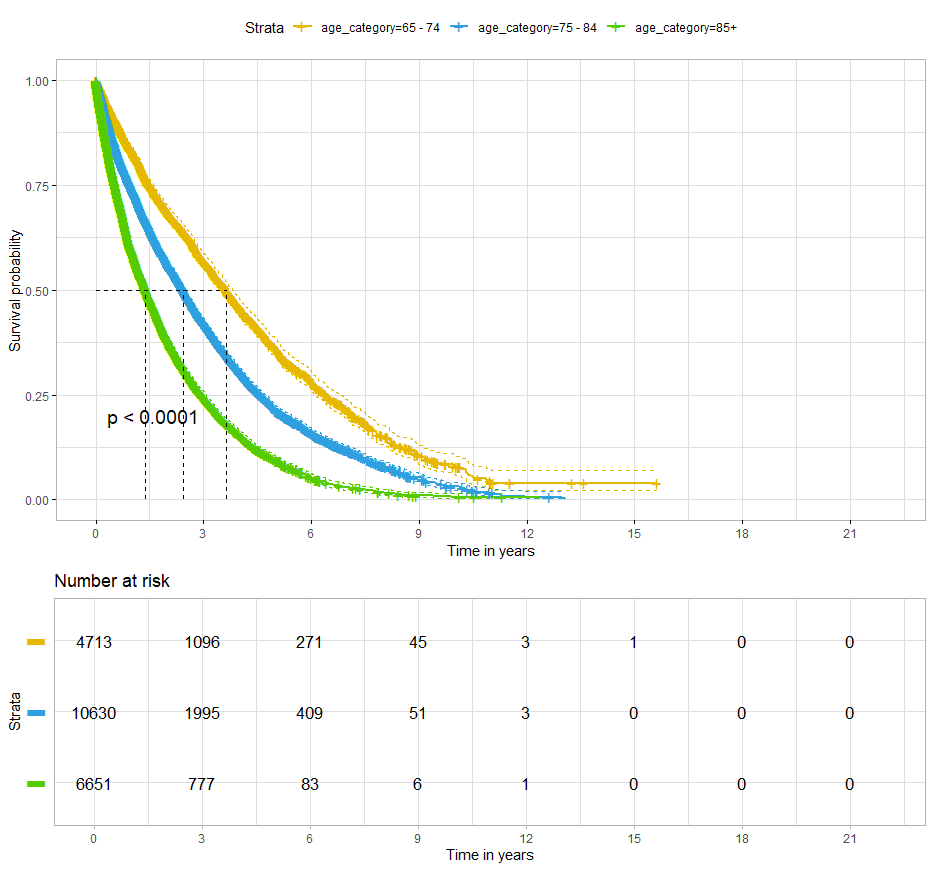 Strata age_category=65 - 74 age_category=75 - 84 age_category=85+
Survival probability
1.00
0.75
0.50
0.25
0.00
p < 0.0001
0 3 6 9 12 15 18 21
Time in years
Number at risk
Strata
4713 1096 271 45 3 1 0 0
10630 1995 409 51 3 0 0 0
6651 777 83 6 1 0 0 0
0 3 6 9 12 15 18 21
Time in years